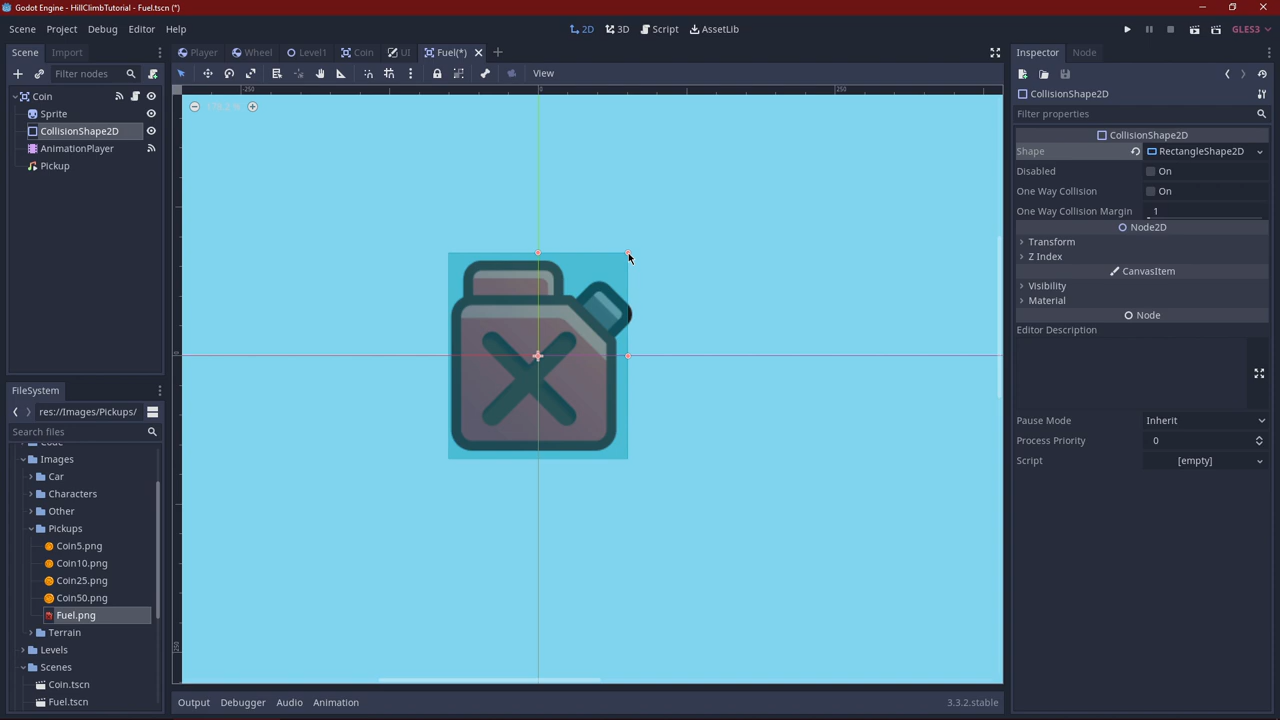 Godot Engine - HillClimbTutorial - Fuel.tscn (*)
Scene Project Debug Editor Help
2D 3D Script AssetLib
GLES3
Scene Import
Player Wheel Level1 Coin UI Fuel(*)
Inspector Node
Filter nodes
View
CollisionShape2D
Filter properties
Coin
Sprite
CollisionShape2D
AnimationPlayer
Pickup
-250 0 250
0
250
CollisionShape2D
Shape RectangleShape2D
Disabled On
One Way Collision On
One Way Collision Margin 1
Node2D
Transform
Z Index
CanvasItem
Visibility
Material
Node
Editor Description
Pause Mode Inherit
Process Priority 0
Script [empty]
FileSystem
res://Images/Pickups/
Search files
Images
Car
Characters
Other
Pickups
Coin5.png
Coin10.png
Coin25.png
Coin50.png
Fuel.png
Terrain
Levels
Scenes
Coin.tscn
Fuel.tscn
Output Debugger Audio Animation
3.3.2.stable